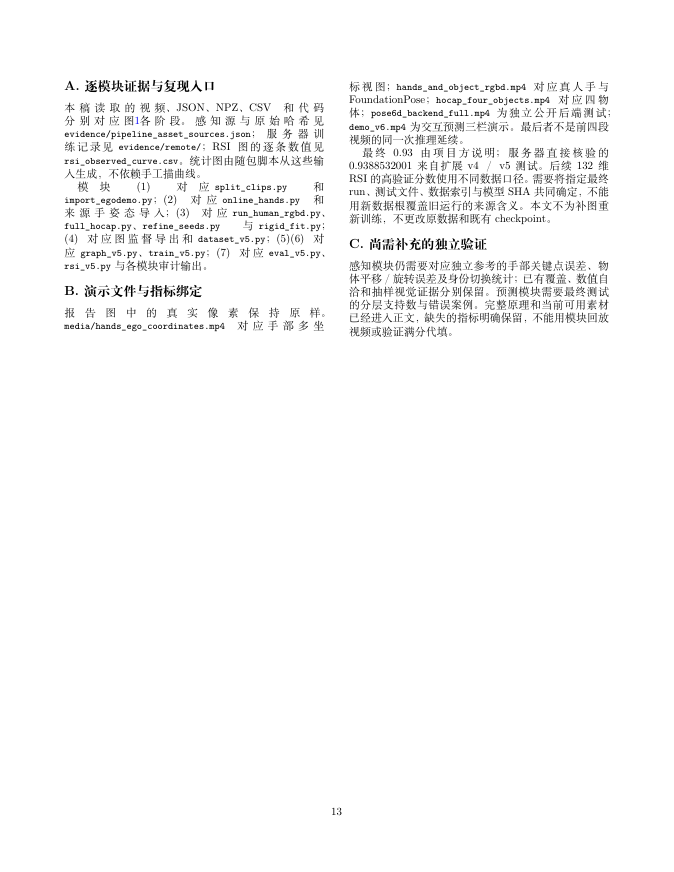 A. 逐模块证据与复现入口
本稿读取的视频、JSON、NPZ、CSV 和代码
分别对应图1各阶段。感知源与原始哈希见
evidence/pipeline_asset_sources.json; 服务器训
练记录见 evidence/remote/; RSI 图的逐条数值见
rsi_observed_curve.csv。统计图由随包脚本从这些输
入生成，不依赖手工描曲线。
模块 (1) 对应 split_clips.py 和
import_egodemo.py; (2) 对应 online_hands.py 和
来源手姿态导入; (3) 对应 run_human_rgbd.py、
full_hocap.py、refine_seeds.py 与 rigid_fit.py;
(4) 对应图监督导出和 dataset_v5.py; (5)(6) 对
应 graph_v5.py、train_v5.py; (7) 对应 eval_v5.py、
rsi_v5.py 与各模块审计输出。
B. 演示文件与指标绑定
报告图中的真实像素保持原样。
media/hands_ego_coordinates.mp4 对应手部多坐
标视图; hands_and_object_rgbd.mp4 对应真人手与
FoundationPose; hocap_four_objects.mp4 对应四物
体; pose6d_backend_full.mp4 为独立公开后端测试;
demo_v6.mp4 为交互预测三栏演示。最后者不是前四段
视频的同一次推理延续。
最终 0.93 由项目方说明; 服务器直接核验的
0.9388532001 来自扩展 v4 / v5 测试。后续 132 维
RSI 的高验证分数使用不同数据口径。需要将指定最终
run、测试文件、数据索引与模型 SHA 共同确定，不能
用新数据根覆盖旧运行的来源含义。本文不为补图重
新训练，不更改原数据和既有 checkpoint。
C. 尚需补充的独立验证
感知模块仍需要对应独立参考的手部关键点误差、物
体平移 / 旋转误差及身份切换统计; 已有覆盖、数值自
洽和抽样视觉证据分别保留。预测模块需要最终测试
的分层支持数与错误案例。完整原理和当前可用素材
已经进入正文，缺失的指标明确保留，不能用模块回放
视频或验证满分代填。
13